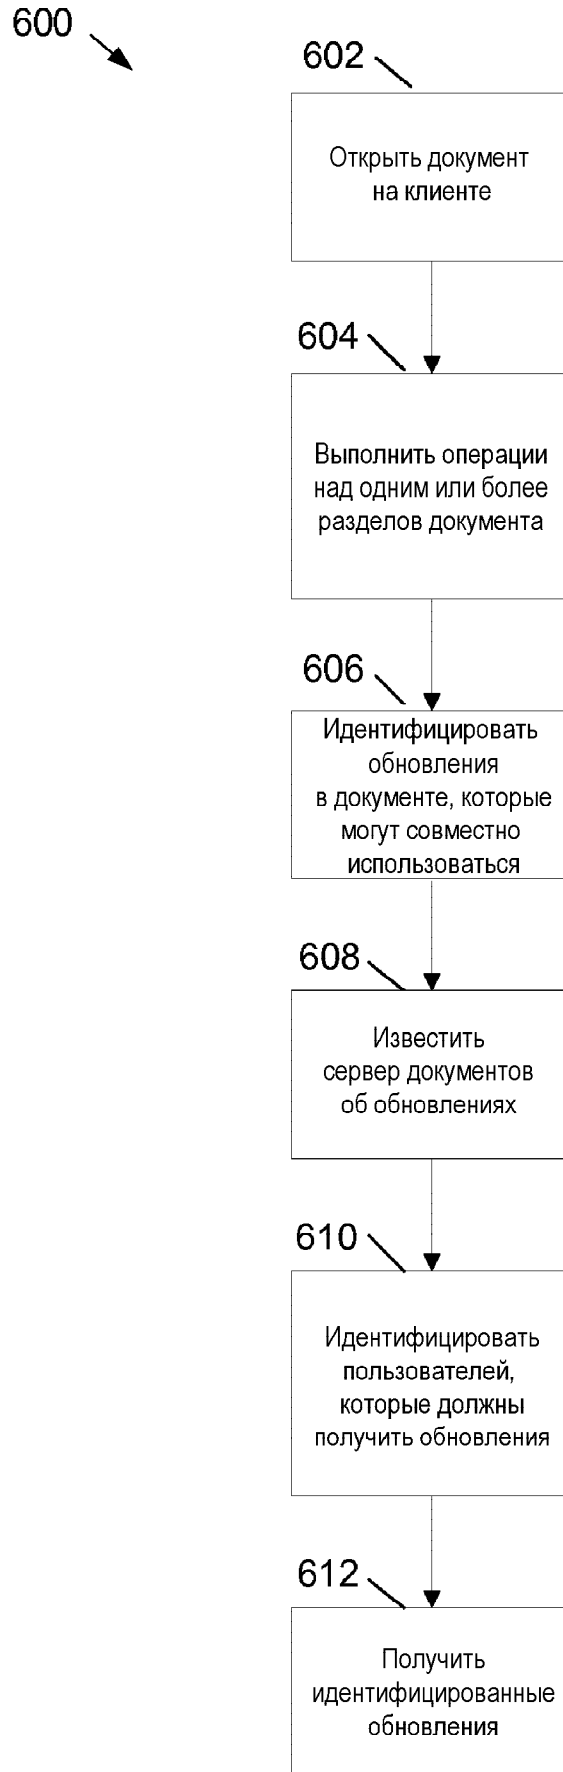 600
602
Открыть документ
на клиенте
604
Выполнить операции
над одним или более
разделов документа
606
Идентифицировать
обновления
в документе, которые
могут совместно
использоваться
608
Известить
сервер документов
об обновлениях
610
Идентифицировать
пользователей,
которые должны
получить обновления
612
Получить
идентифицированные
обновления